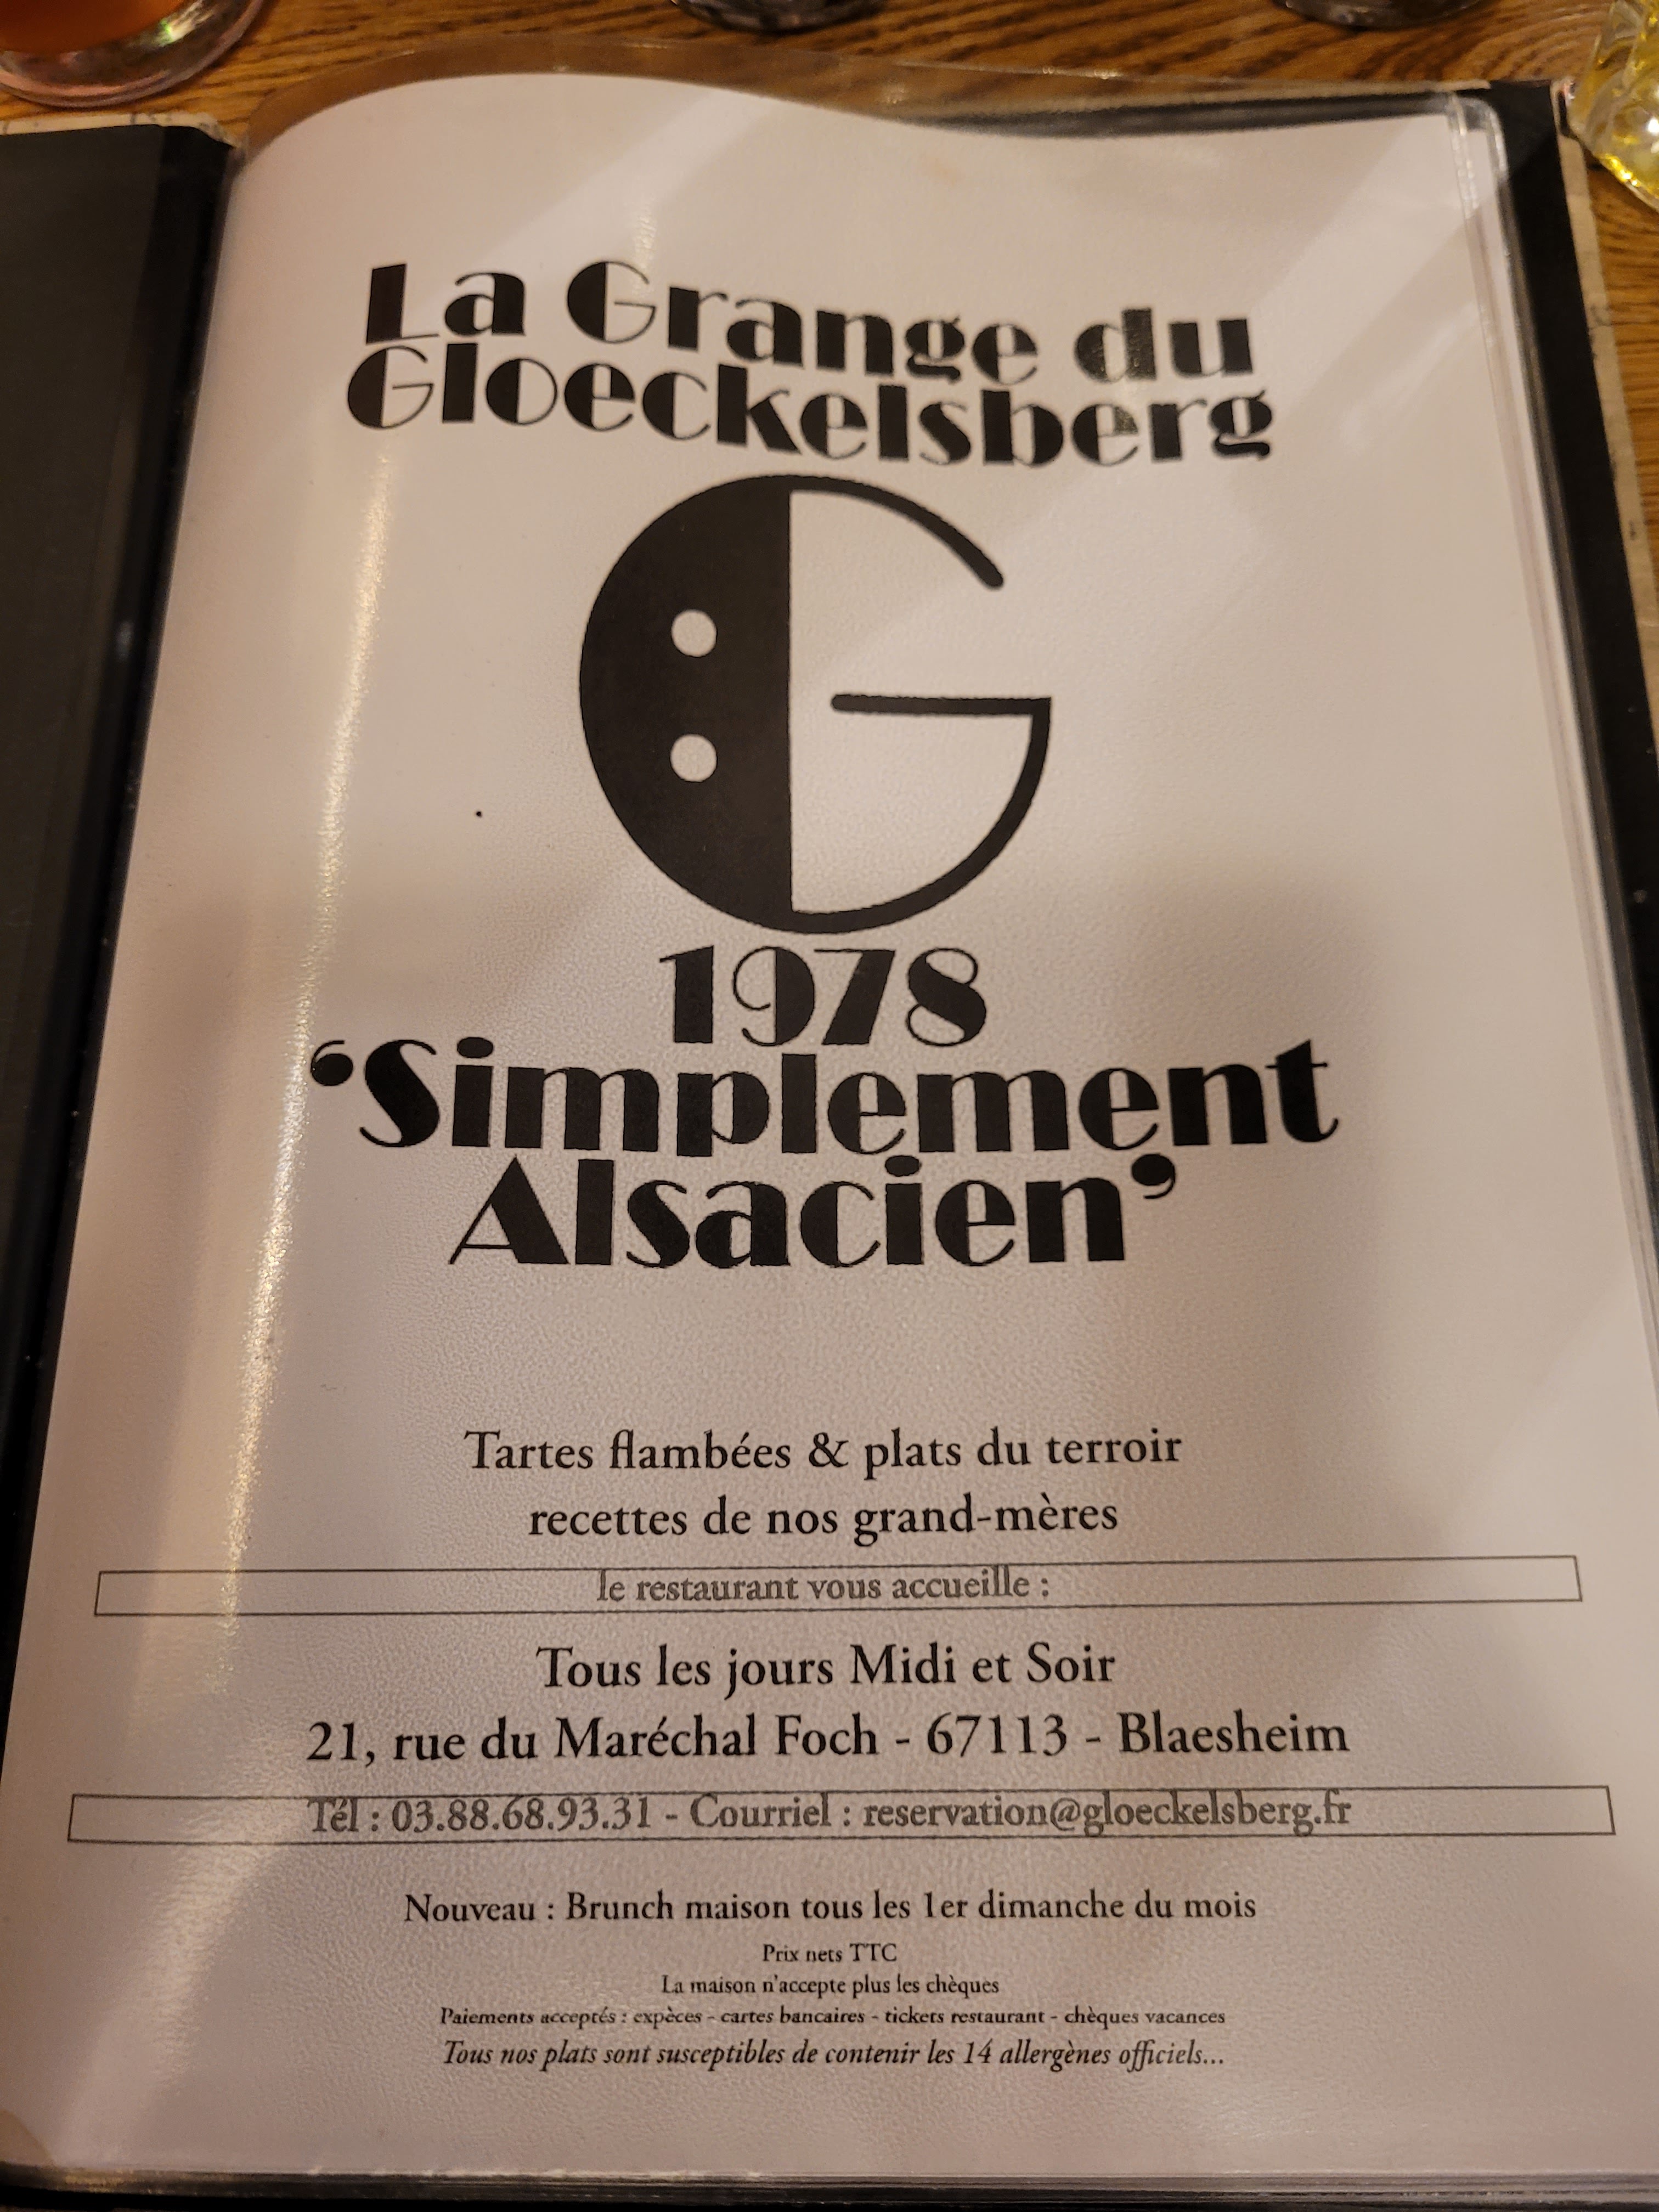 La Grange du
Gloeckelsberg
G
1978
‘Simplement
Alsacien’
Tartes flambées & plats du terroir
recettes de nos grand-mères
le restaurant vous accueille :
Tous les jours Midi et Soir
21, rue du Maréchal Foch - 67113 - Blaesheim
Tél : 03.88.68.93.31 - Courriel : reservation@gloeckelsberg.fr
Nouveau : Brunch maison tous les 1er dimanche du mois
Prix nets TTC
La maison n'accepte plus les chèques
Paiements acceptés : expèces - cartes bancaires - tickets restaurant - chèques vacances
Tous nos plats sont susceptibles de contenir les 14 allergènes officiels...